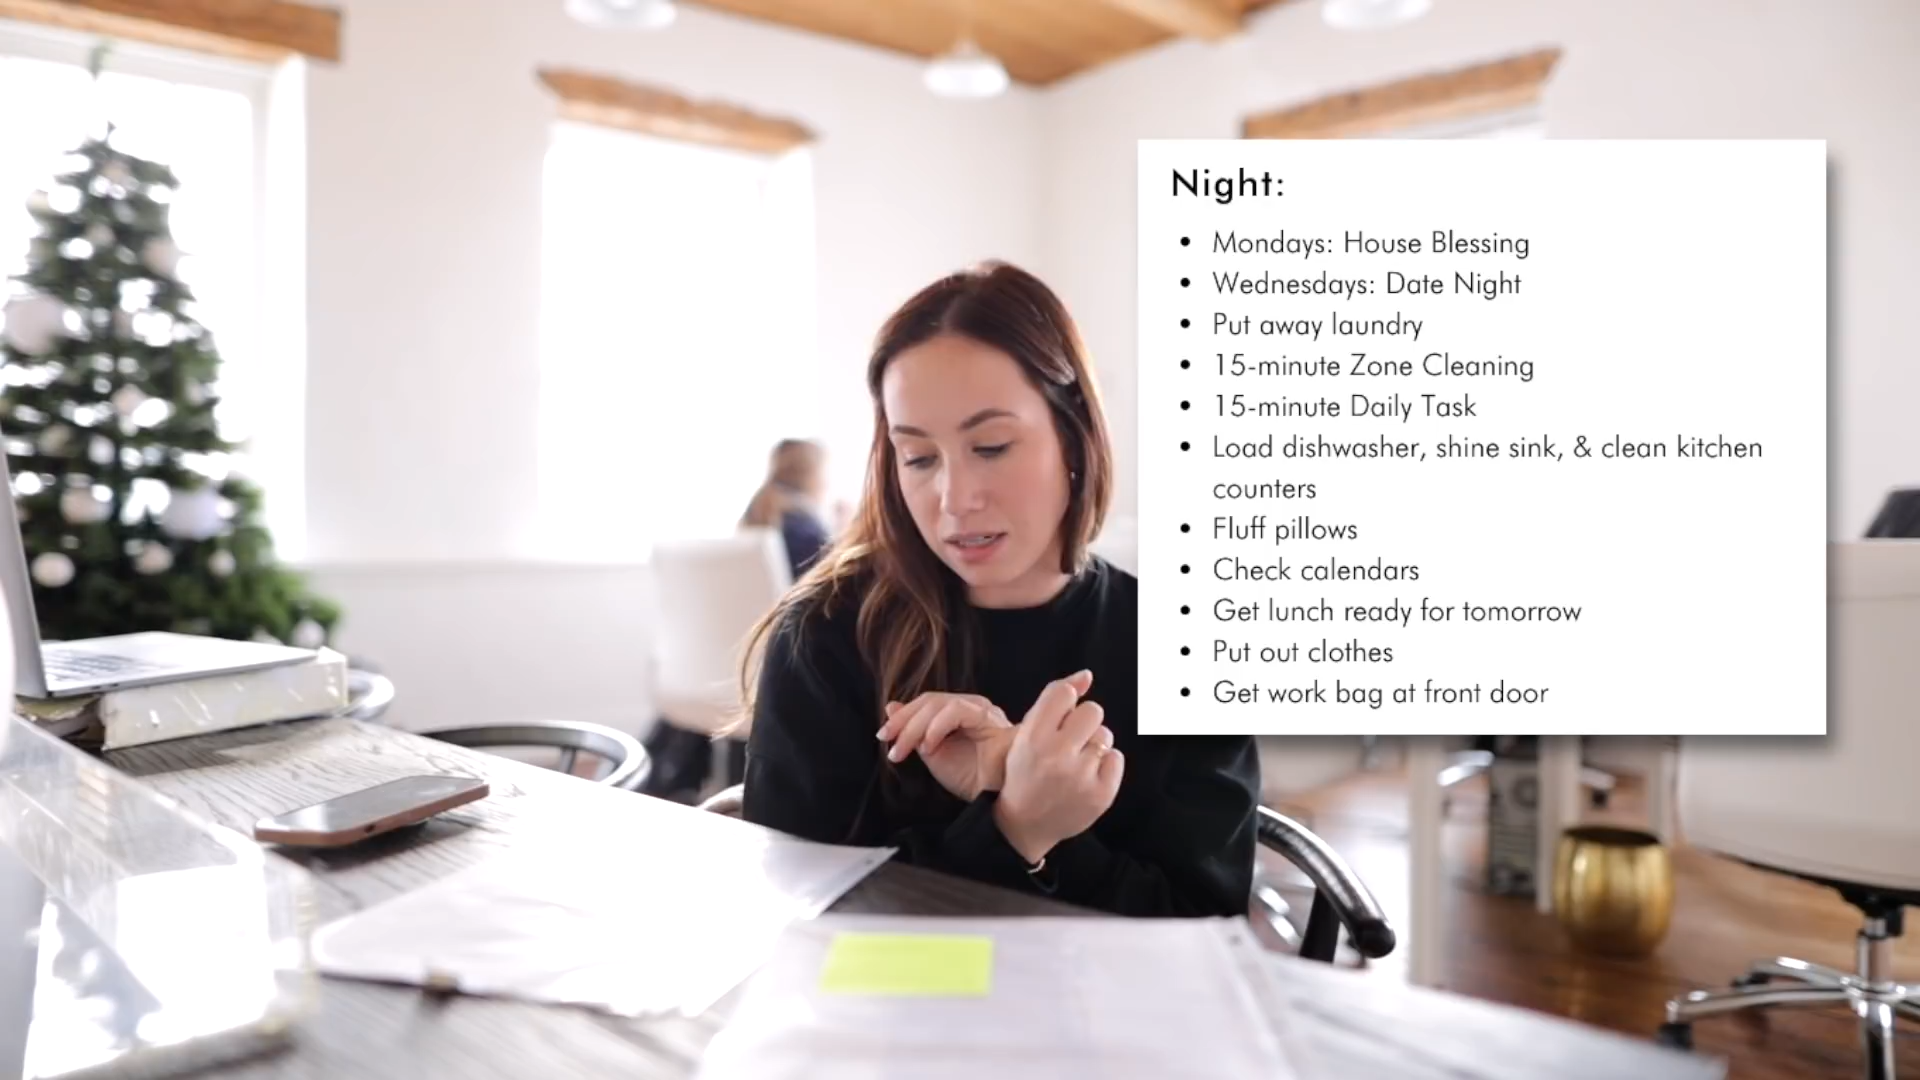 Night:
• Mondays: House Blessing
• Wednesdays: Date Night
• Put away laundry
• 15-minute Zone Cleaning
• 15-minute Daily Task
• Load dishwasher, shine sink, & clean kitchen
counters
• Fluff pillows
• Check calendars
• Get lunch ready for tomorrow
• Put out clothes
• Get work bag at front door